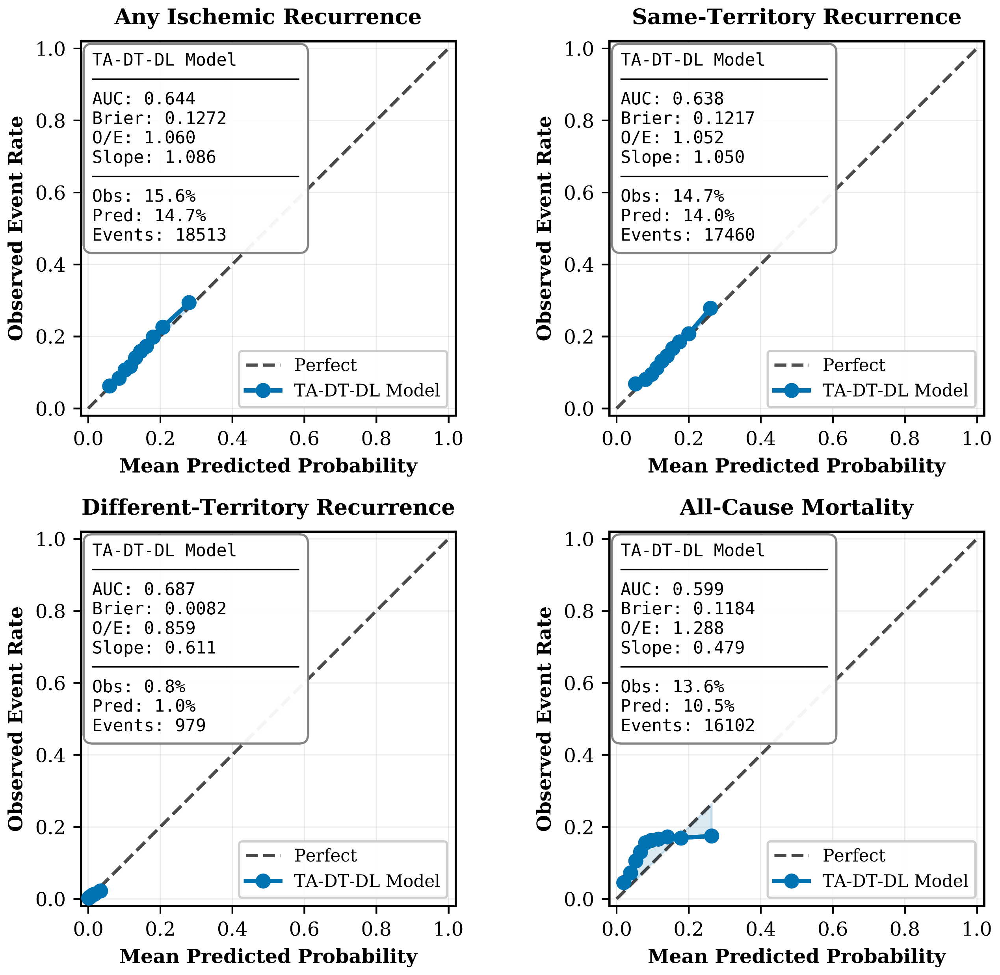 Any Ischemic Recurrence
Observed Event Rate
1.0
0.8
0.6
0.4
0.2
0.0
TA-DT-DL Model
AUC: 0.644
Brier: 0.1272
O/E: 1.060
Slope: 1.086
Obs: 15.6%
Pred: 14.7%
Events: 18513
Perfect
TA-DT-DL Model
0.0 0.2 0.4 0.6 0.8 1.0
Mean Predicted Probability
Same-Territory Recurrence
Observed Event Rate
1.0
0.8
0.6
0.4
0.2
0.0
TA-DT-DL Model
AUC: 0.638
Brier: 0.1217
O/E: 1.052
Slope: 1.050
Obs: 14.7%
Pred: 14.0%
Events: 17460
Perfect
TA-DT-DL Model
0.0 0.2 0.4 0.6 0.8 1.0
Mean Predicted Probability
Different-Territory Recurrence
Observed Event Rate
1.0
0.8
0.6
0.4
0.2
0.0
TA-DT-DL Model
AUC: 0.687
Brier: 0.0082
O/E: 0.859
Slope: 0.611
Obs: 0.8%
Pred: 1.0%
Events: 979
Perfect
TA-DT-DL Model
0.0 0.2 0.4 0.6 0.8 1.0
Mean Predicted Probability
All-Cause Mortality
Observed Event Rate
1.0
0.8
0.6
0.4
0.2
0.0
TA-DT-DL Model
AUC: 0.599
Brier: 0.1184
O/E: 1.288
Slope: 0.479
Obs: 13.6%
Pred: 10.5%
Events: 16102
Perfect
TA-DT-DL Model
0.0 0.2 0.4 0.6 0.8 1.0
Mean Predicted Probability